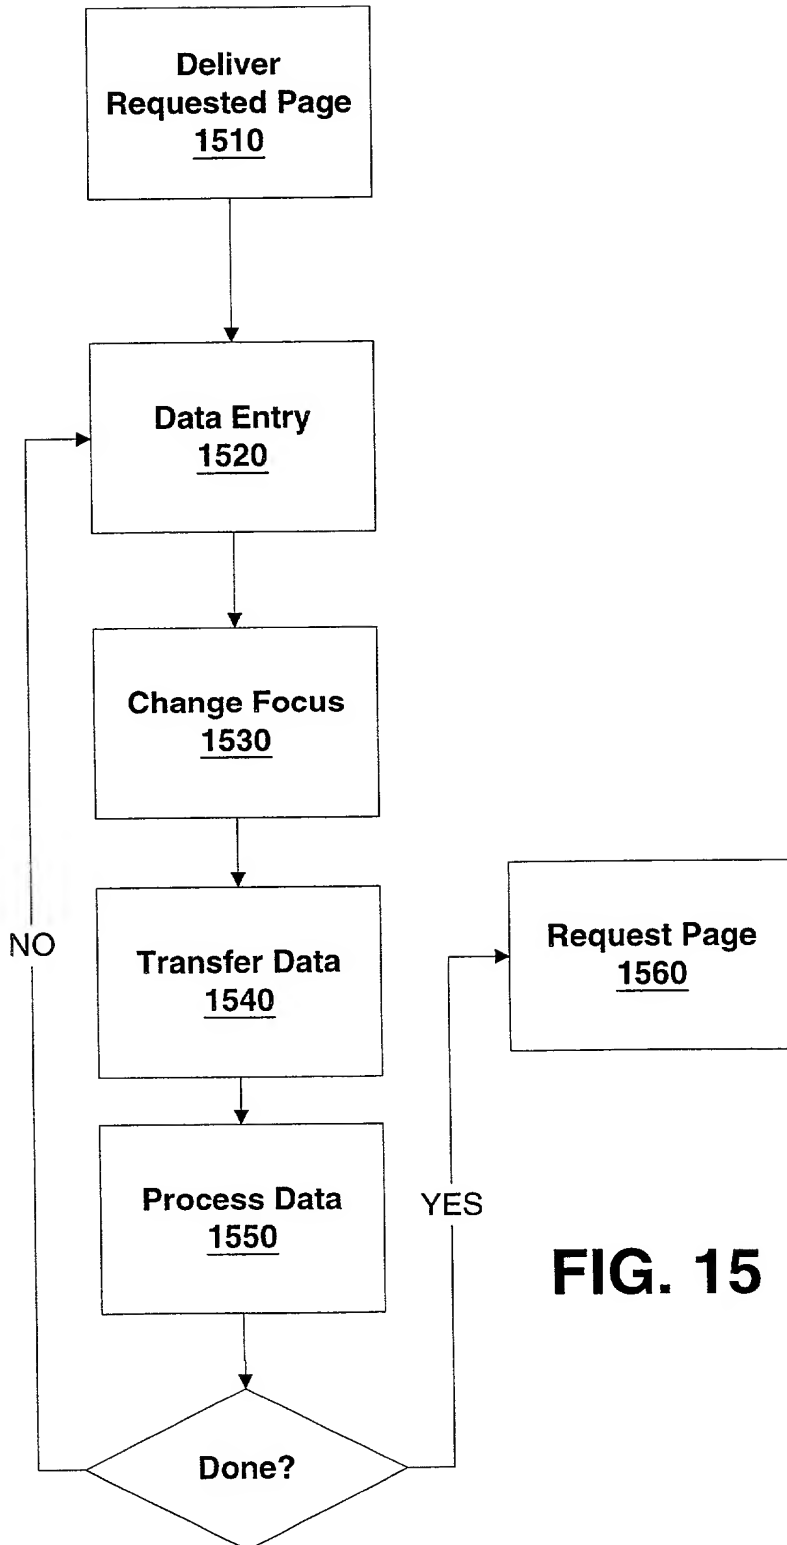 Deliver
Requested Page
1510
Data Entry
1520
Change Focus
1530
Transfer Data
1540
Request Page
1560
NO
Process Data
1550
YES
FIG. 15
Done?